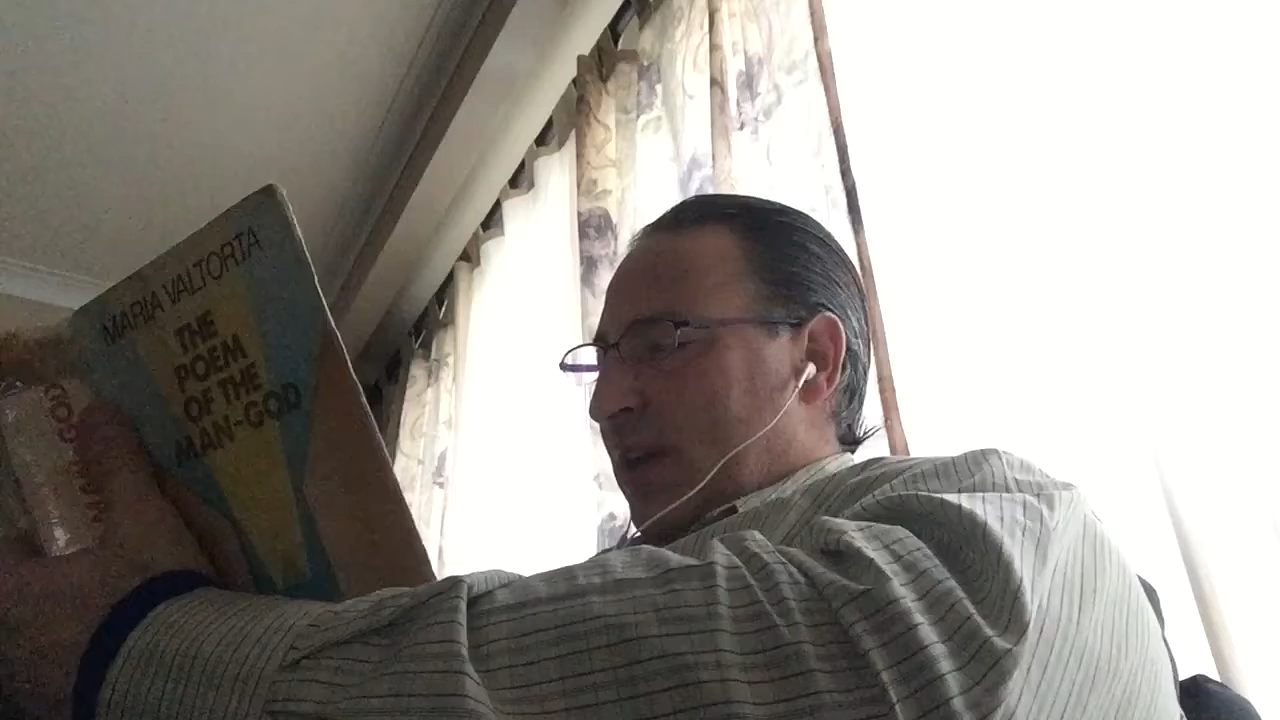 MARIA VALTORTA
THE
POEM
OF THE
MAN-GOD